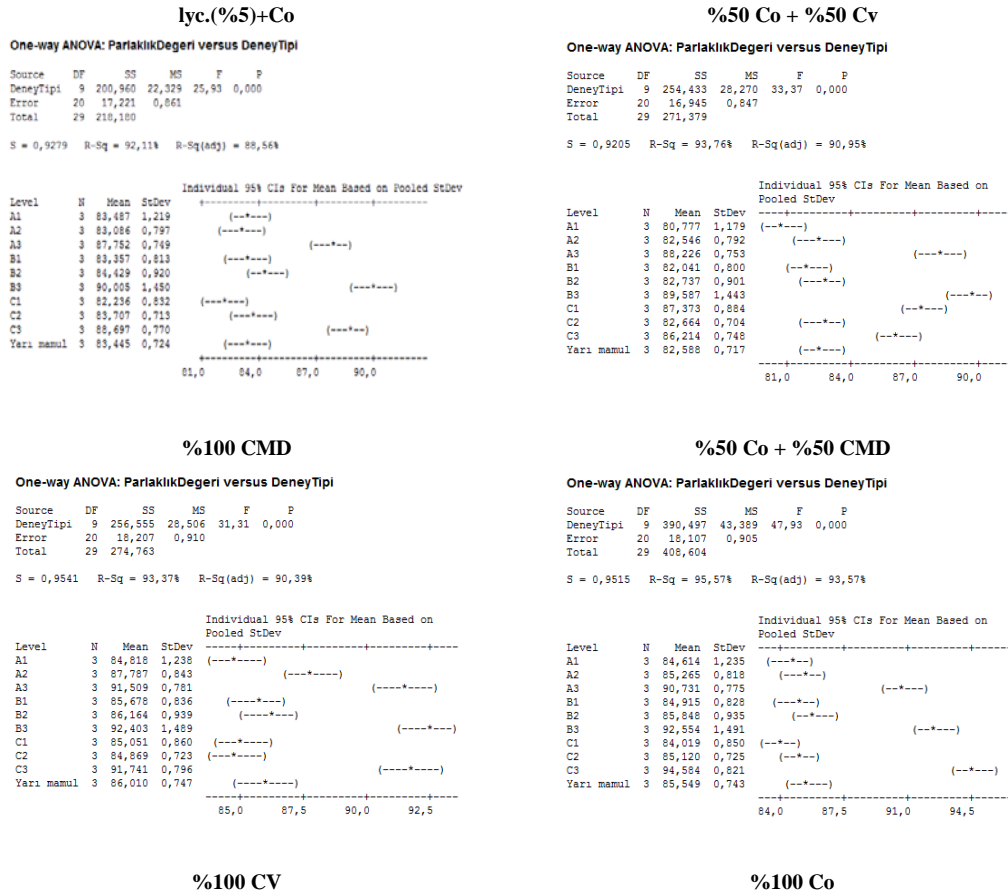 lyc.(%5)+Co
One-way ANOVA: ParlaklıkDegeri versus DeneyTipi
Source DF SS MS F P
DeneyTipi 9 200,960 22,329 25,93 0,000
Error 20 17,221 0,861
Total 29 218,180
S = 0,9279 R-Sq = 92,11% R-Sq(adj) = 88,56%
Individual 95% CIs For Mean Based on Pooled StDev
Level N Mean StDev +---------+---------+---------+---------
A1 3 83,487 1,219 (--*---)
A2 3 83,086 0,797 (---*---)
A3 3 87,752 0,749 (---*--)
B1 3 83,357 0,813 (---*---)
B2 3 84,429 0,920 (--*---)
B3 3 90,005 1,450 (---*---)
C1 3 82,236 0,832 (---*---)
C2 3 83,707 0,713 (---*---)
C3 3 88,697 0,770 (---*--)
Yarı mamul 3 83,445 0,724 (---*---)
+---------+---------+---------+---------
81,0 84,0 87,0 90,0
%50 Co + %50 Cv
One-way ANOVA: ParlaklıkDegeri versus DeneyTipi
Source DF SS MS F P
DeneyTipi 9 254,433 28,270 33,37 0,000
Error 20 16,945 0,847
Total 29 271,379
S = 0,9205 R-Sq = 93,76% R-Sq(adj) = 90,95%
Individual 95% CIs For Mean Based on
Pooled StDev
Level N Mean StDev ----+---------+---------+---------+-----
A1 3 80,777 1,179 (--*---)
A2 3 82,546 0,792 (---*---)
A3 3 88,226 0,753 (---*---)
B1 3 82,041 0,800 (--*---)
B2 3 82,737 0,901 (---*---)
B3 3 89,587 1,443 (---*--)
C1 3 87,373 0,884 (--*---)
C2 3 82,664 0,704 (---*---)
C3 3 86,214 0,748 (--*---)
Yarı mamul 3 82,588 0,717 (--*---)
----+---------+---------+---------+-----
81,0 84,0 87,0 90,0
%100 CMD
One-way ANOVA: ParlaklıkDegeri versus DeneyTipi
Source DF SS MS F P
DeneyTipi 9 256,555 28,506 31,31 0,000
Error 20 18,207 0,910
Total 29 274,763
S = 0,9541 R-Sq = 93,37% R-Sq(adj) = 90,39%
Individual 95% CIs For Mean Based on
Pooled StDev
Level N Mean StDev -----+---------+---------+---------+----
A1 3 84,818 1,238 (---*----)
A2 3 87,787 0,843 (---*----)
A3 3 91,509 0,781 (----*----)
B1 3 85,678 0,836 (----*---)
B2 3 86,164 0,939 (----*----)
B3 3 92,403 1,489 (----*---)
C1 3 85,051 0,860 (---*----)
C2 3 84,869 0,723 (---*----)
C3 3 91,741 0,796 (----*----)
Yarı mamul 3 86,010 0,747 (----*----)
-----+---------+---------+---------+----
85,0 87,5 90,0 92,5
%50 Co + %50 CMD
One-way ANOVA: ParlaklıkDegeri versus DeneyTipi
Source DF SS MS F P
DeneyTipi 9 390,497 43,389 47,93 0,000
Error 20 18,107 0,905
Total 29 408,604
S = 0,9515 R-Sq = 95,57% R-Sq(adj) = 93,57%
Individual 95% CIs For Mean Based on
Pooled StDev
Level N Mean StDev ---+---------+---------+---------+------
A1 3 84,614 1,235 (---*--)
A2 3 85,265 0,818 (---*--)
A3 3 90,731 0,775 (--*---)
B1 3 84,915 0,828 (---*--)
B2 3 85,848 0,935 (--*---)
B3 3 92,554 1,491 (--*---)
C1 3 84,019 0,850 (--*--)
C2 3 85,120 0,725 (--*--)
C3 3 94,584 0,821 (--*---)
Yarı mamul 3 85,549 0,743 (--*--)
---+---------+---------+---------+------
84,0 87,5 91,0 94,5
%100 CV
%100 Co